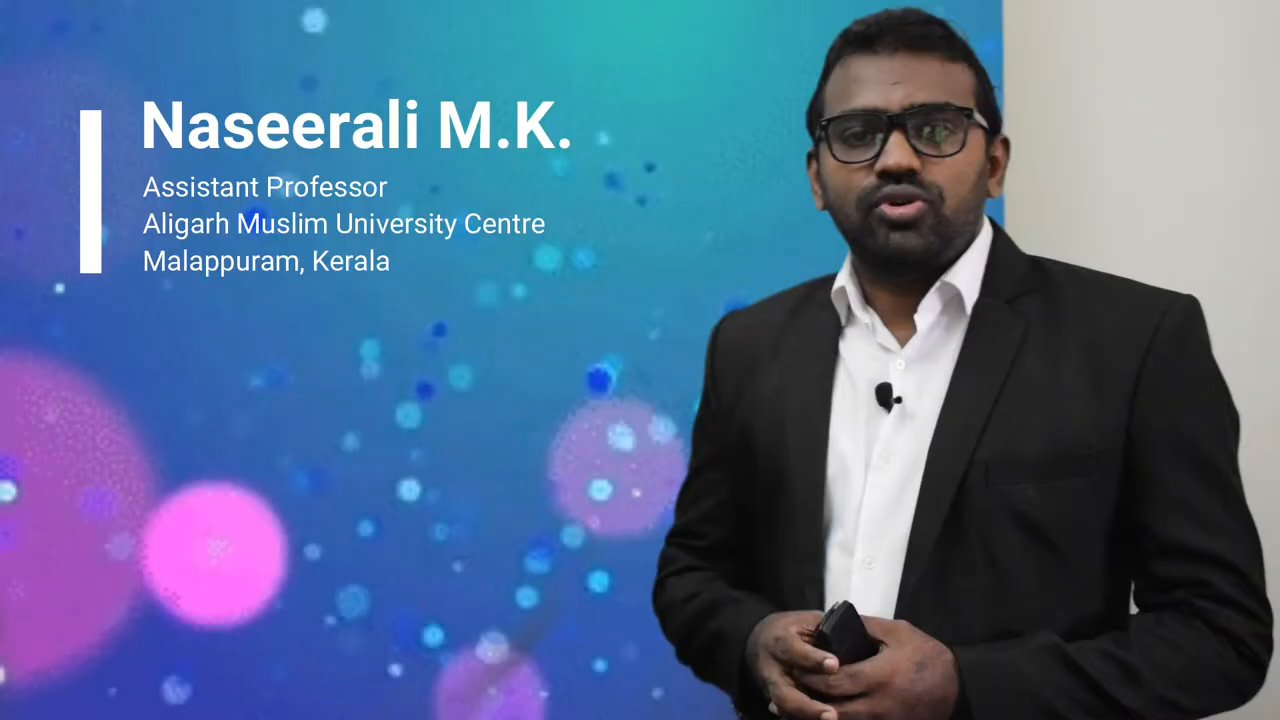 Naseerali M.K.
Assistant Professor
Aligarh Muslim University Centre
Malappuram, Kerala